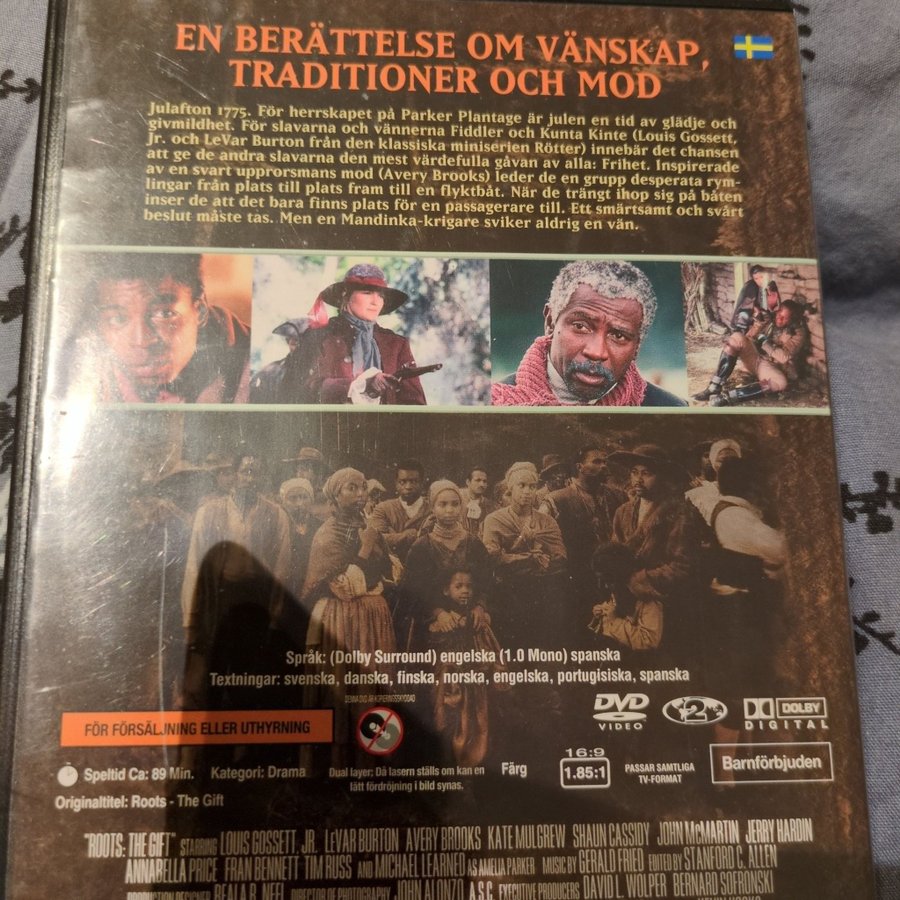 EN BERÄTTELSE OM VÄNSKAP,
TRADITIONER OCH MOD
Julafton 1775. För herrskapet på Parker Plantage är julen en tid av glädje och
givmildhet. För slavarna och vännerna Fiddler och Kunta Kinte (Louis Gossett,
Jr. och LeVar Burton från den klassiska miniserien Rötter) innebär det chansen
att ge de andra slavarna den mest värdefulla gåvan av alla: Frihet. Inspirerade
av en svart upprorsmans mod (Avery Brooks) leder de en grupp desperata rym-
lingar från plats till plats fram till en flyktbåt. När de trängt ihop sig på båten
inser de att det bara finns plats för en passagerare till. Ett smärtsamt och svårt
beslut måste tas. Men en Mandinka-krigare sviker aldrig en vän.
Språk: (Dolby Surround) engelska (1.0 Mono) spanska
Textningar: svenska, danska, finska, norska, engelska, portugisiska, spanska
DENNA DVD ÄR KOPIERINGSSKYDDAD
FÖR FÖRSÄLJNING ELLER UTHYRNING
DVD VIDEO
2
DOLBY DIGITAL
Speltid Ca: 89 Min. Kategori: Drama
Dual layer: Då lasern ställs om kan en
lätt fördröjning i bild synas.
Färg
16:9
1.85:1
PASSAR SAMTLIGA
TV-FORMAT
Barnförbjuden
Originaltitel: Roots - The Gift
"ROOTS: THE GIFT" STARRING LOUIS GOSSETT, JR. LEVAR BURTON AVERY BROOKS KATE MULGREW SHAUN CASSIDY JOHN McMARTIN JERRY HARDIN
ANNABELLA PRICE FRAN BENNETT TIM RUSS AND MICHAEL LEARNED AS AMELIA PARKER MUSIC BY GERALD FRIED EDITED BY STANFORD C. ALLEN
PRODUCTION DESIGNER BEALA B. NEEL DIRECTOR OF PHOTOGRAPHY JOHN ALONZO A.S.C. EXECUTIVE PRODUCERS DAVID L. WOLPER BERNARD SOFRONSKI